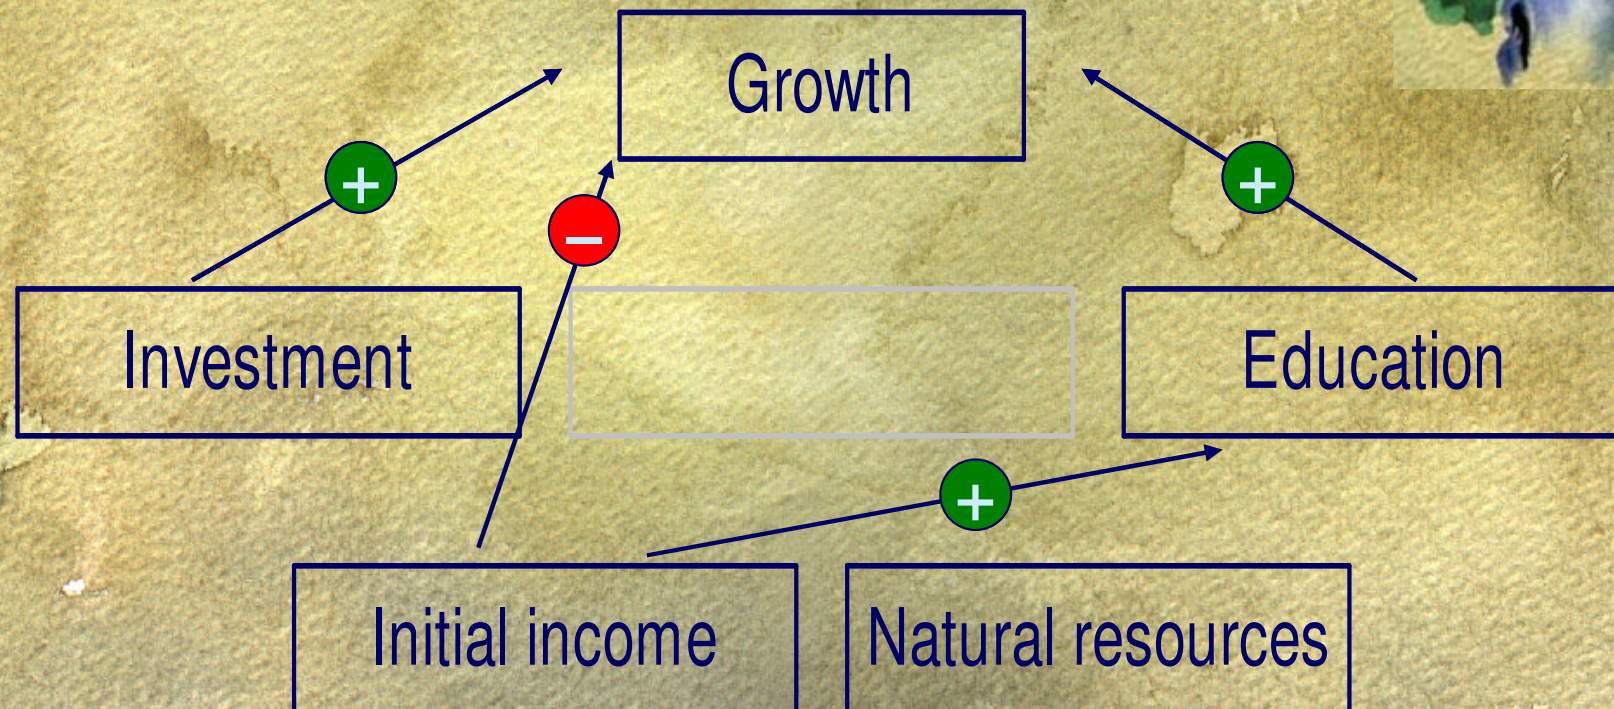 Growth
+
+
–
Investment
Education
+
Initial income
Natural resources